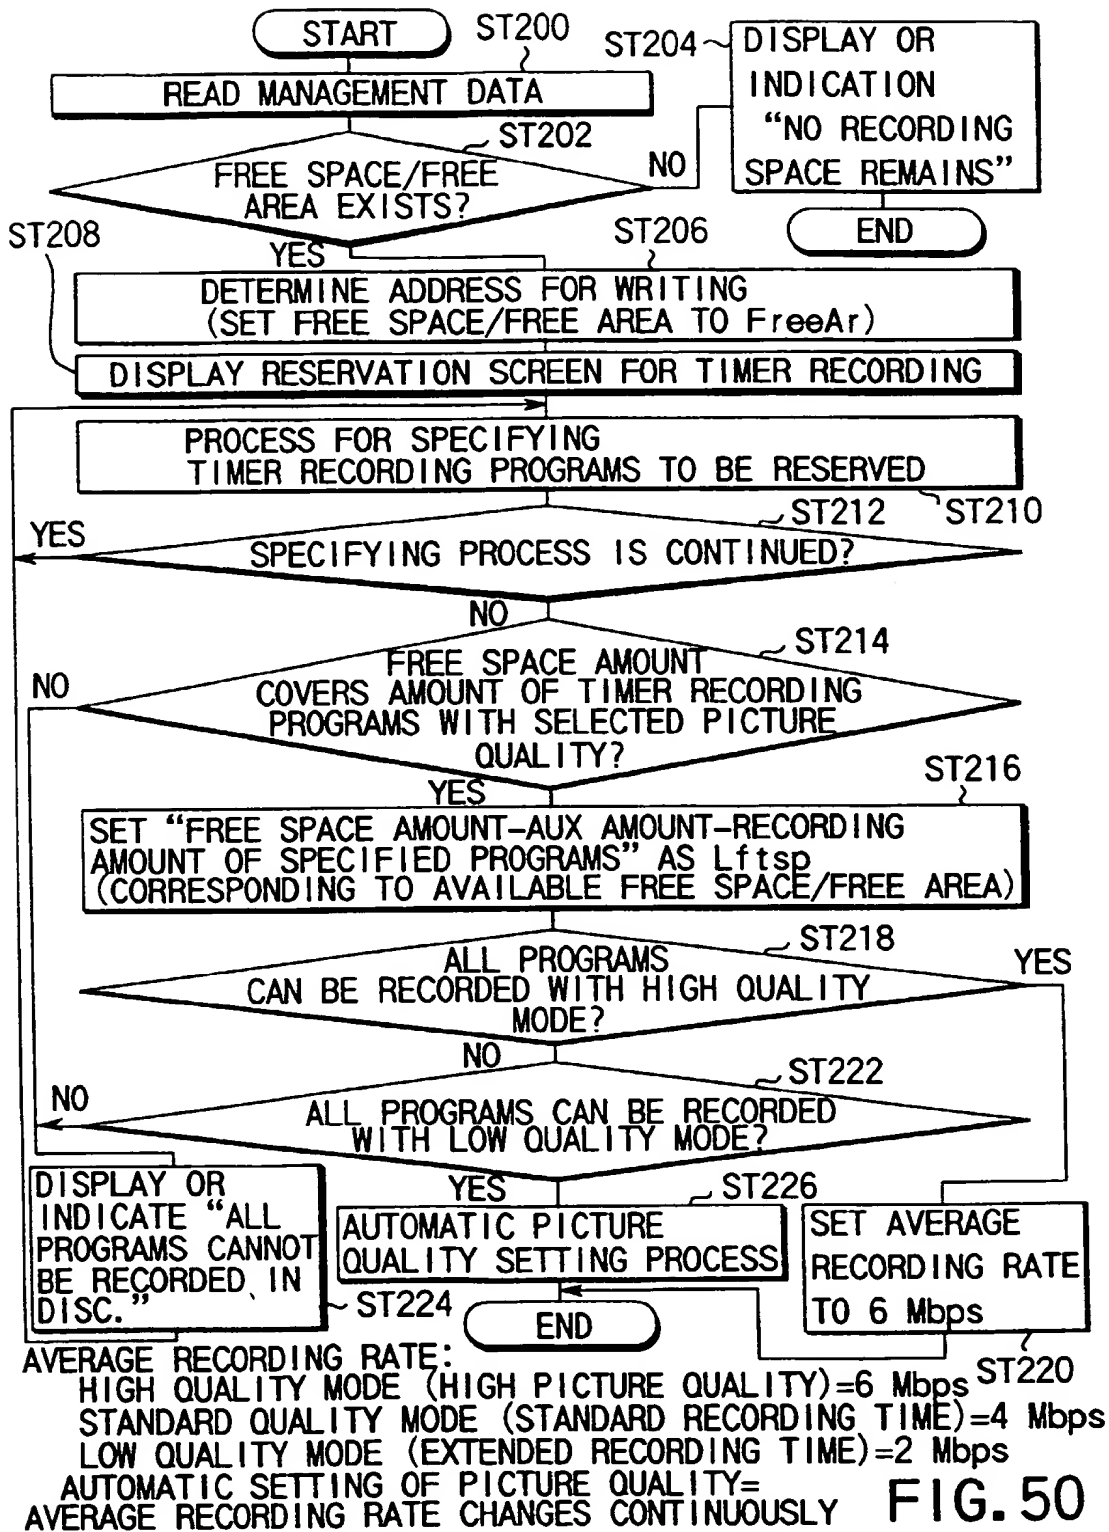 START
ST200
READ MANAGEMENT DATA
ST204
DISPLAY OR
INDICATION
“NO RECORDING
SPACE REMAINS”
END
ST202
FREE SPACE/FREE
AREA EXISTS?
NO
YES
ST208
ST206
DETERMINE ADDRESS FOR WRITING
(SET FREE SPACE/FREE AREA TO FreeAr)
DISPLAY RESERVATION SCREEN FOR TIMER RECORDING
PROCESS FOR SPECIFYING
TIMER RECORDING PROGRAMS TO BE RESERVED
ST210
ST212
YES
SPECIFYING PROCESS IS CONTINUED?
NO
ST214
NO
FREE SPACE AMOUNT
COVERS AMOUNT OF TIMER RECORDING
PROGRAMS WITH SELECTED PICTURE
QUALITY?
YES
ST216
SET “FREE SPACE AMOUNT-AUX AMOUNT-RECORDING
AMOUNT OF SPECIFIED PROGRAMS” AS Lftsp
(CORRESPONDING TO AVAILABLE FREE SPACE/FREE AREA)
ST218
ALL PROGRAMS
CAN BE RECORDED WITH HIGH QUALITY
MODE?
YES
NO
ST222
NO
ALL PROGRAMS CAN BE RECORDED
WITH LOW QUALITY MODE?
YES
DISPLAY OR
INDICATE “ALL
PROGRAMS CANNOT
BE RECORDED IN
DISC.”
ST224
ST226
AUTOMATIC PICTURE
QUALITY SETTING PROCESS
END
SET AVERAGE
RECORDING RATE
TO 6 Mbps
ST220
AVERAGE RECORDING RATE:
HIGH QUALITY MODE (HIGH PICTURE QUALITY)=6 Mbps
STANDARD QUALITY MODE (STANDARD RECORDING TIME)=4 Mbps
LOW QUALITY MODE (EXTENDED RECORDING TIME)=2 Mbps
AUTOMATIC SETTING OF PICTURE QUALITY=
AVERAGE RECORDING RATE CHANGES CONTINUOUSLY
FIG. 50